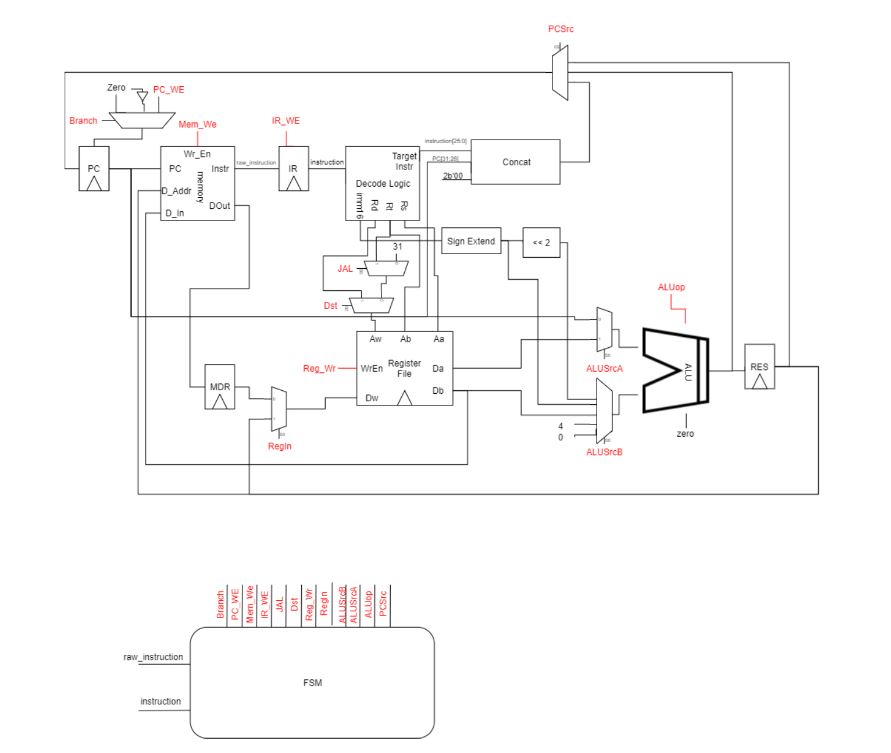 PCSrc
Zero
PC_WE
Branch
Mem_We
IR_WE
Wr_En
PC
PC
Instr
raw_instruction
IR
instruction
Target
Instr
instruction[25:0]
PC[31:26]
2b'00
Concat
D_Addr
memory
DOut
D_In
Decode Logic
imm16
Rd
Rt
Rs
31
Sign Extend
<< 2
JAL
Dst
ALUop
Aw
Ab
Aa
Reg_Wr
WrEn
Register
File
Da
Db
Dw
ALUSrcA
ALU
RES
MDR
RegIn
4
0
zero
ALUSrcB
Branch
PC_WE
Mem_We
IR_WE
JAL
Dst
Reg_Wr
RegIn
ALUSrcB
ALUSrcA
ALUop
PCSrc
raw_instruction
FSM
instruction